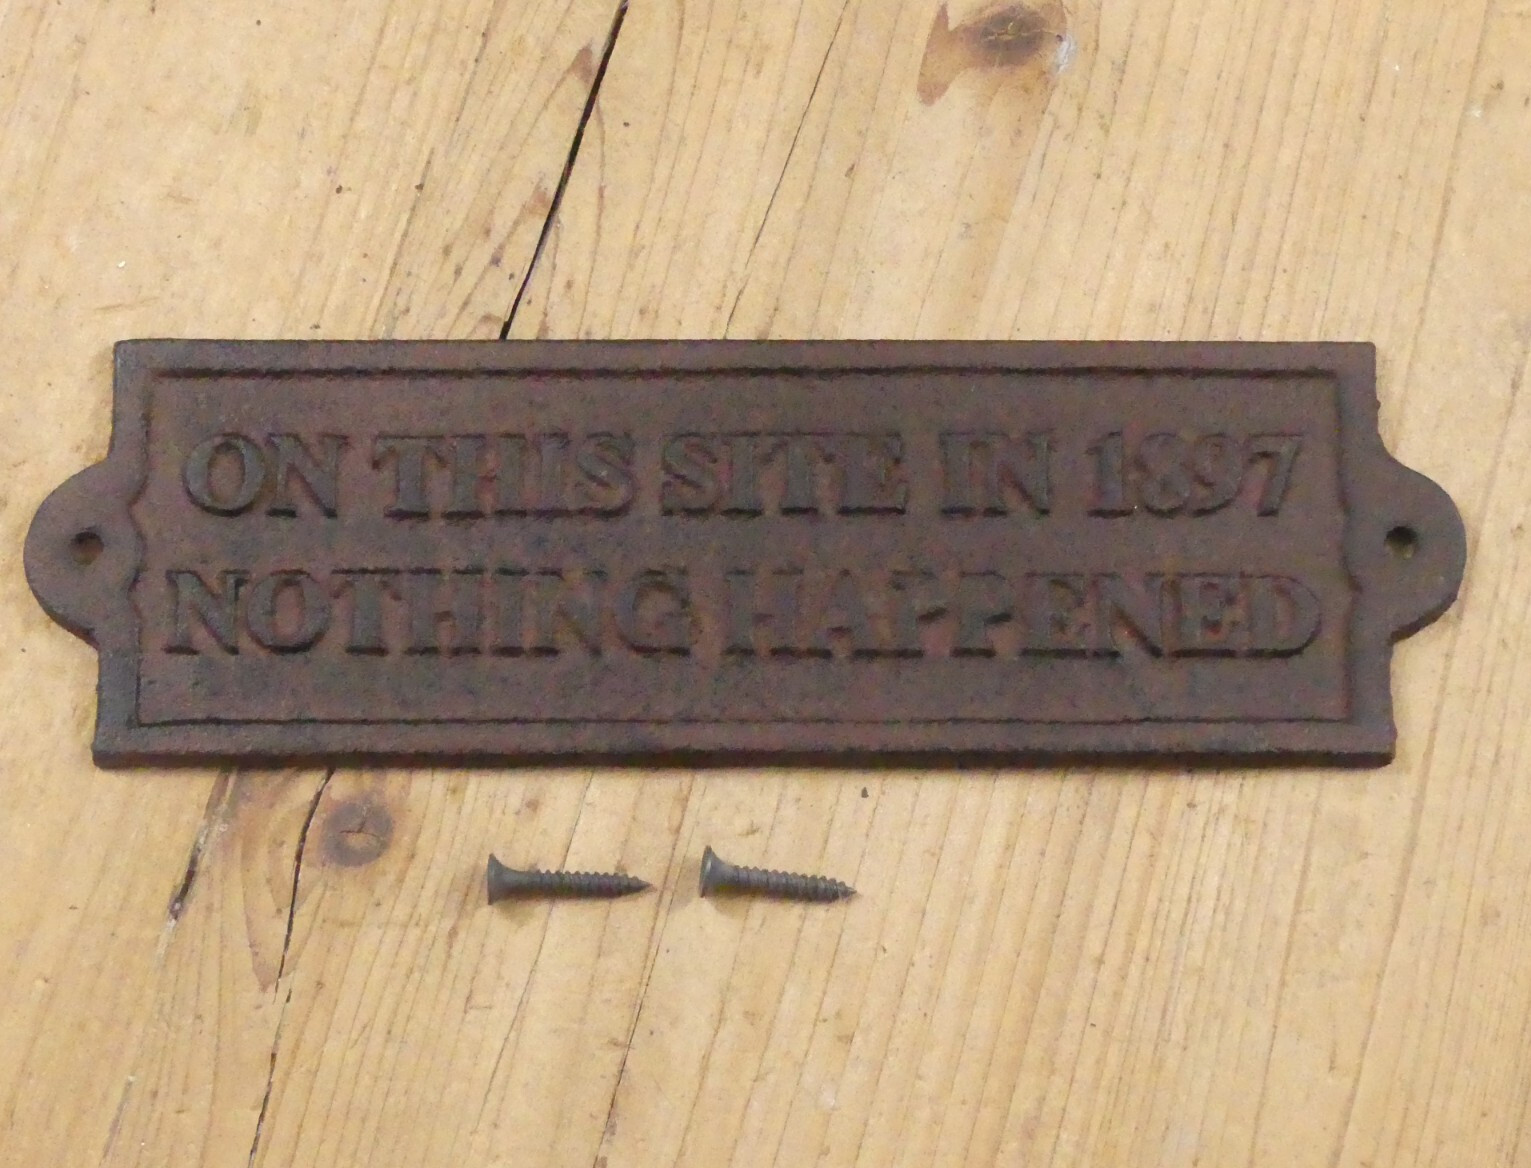 ON THIS SITE IN 1897
NOTHING HAPPENED